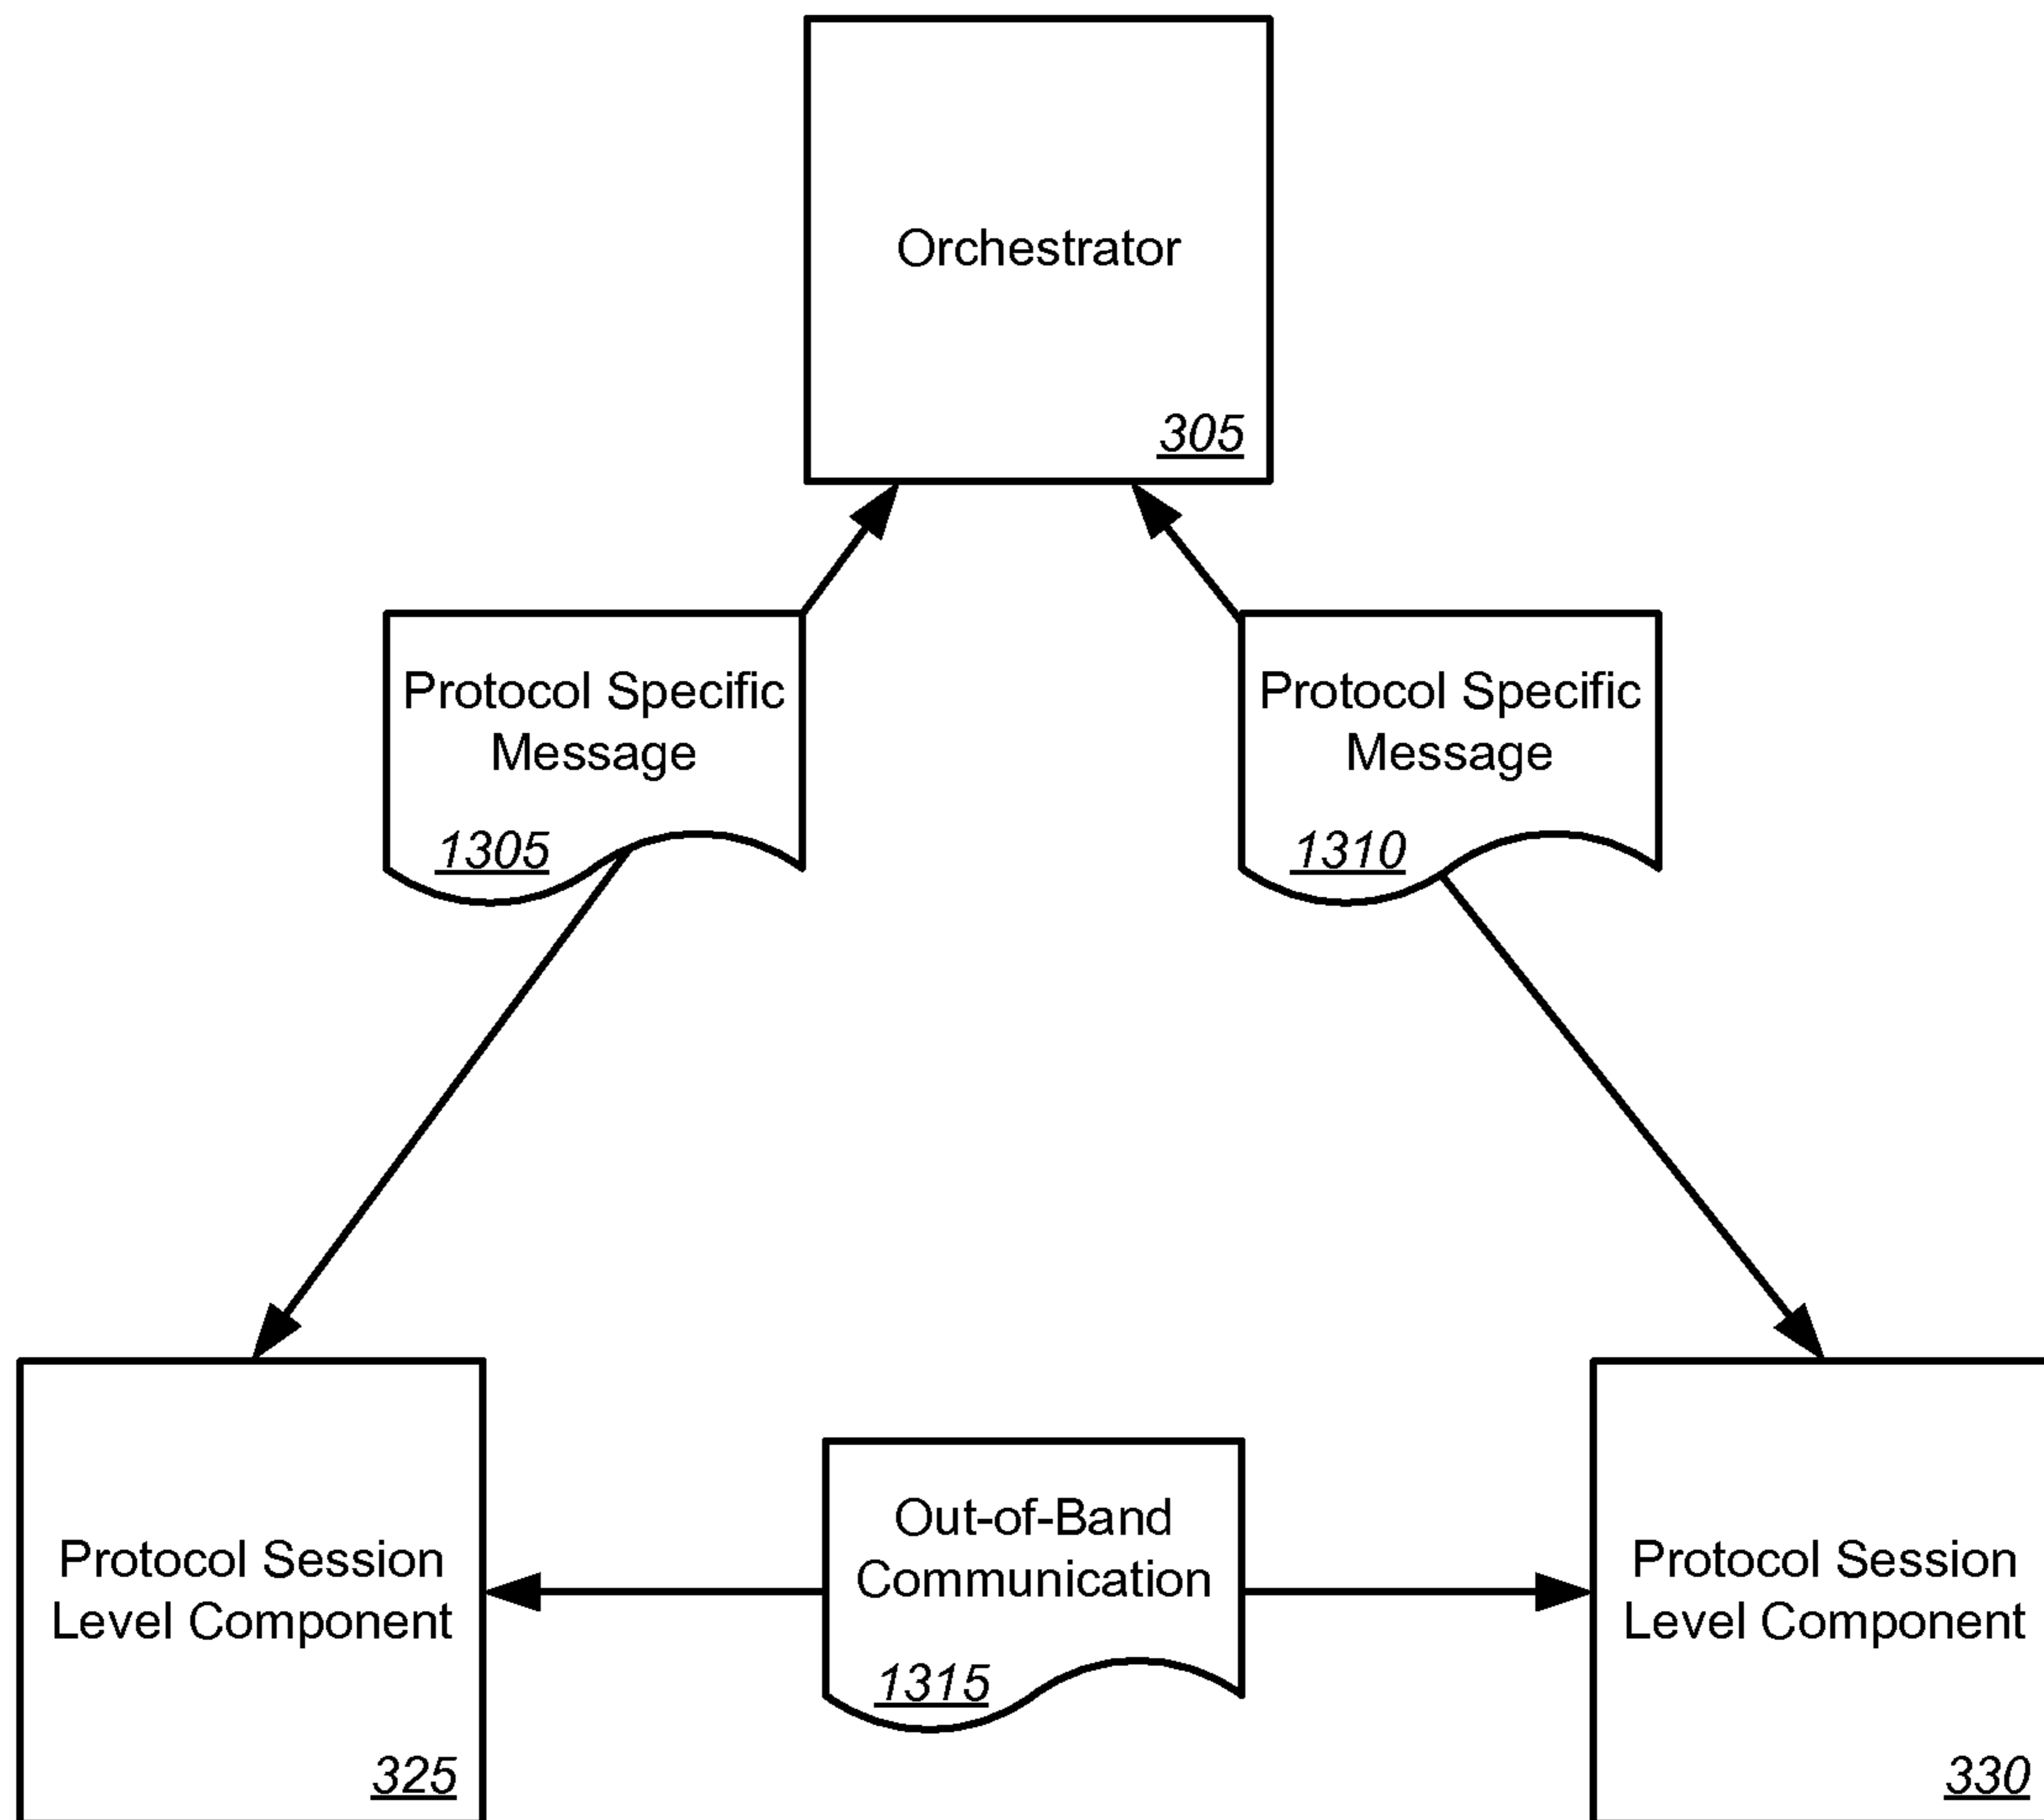 Orchestrator
305
Protocol Specific
Message
1305
Protocol Specific
Message
1310
Protocol Session
Level Component
325
Out-of-Band
Communication
1315
Protocol Session
Level Component
330